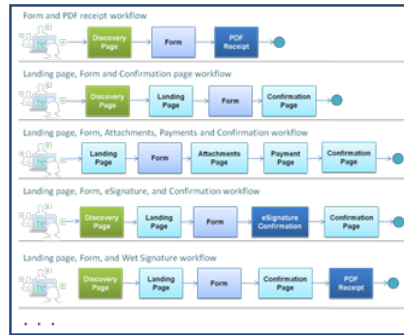 Form and PDF receipt workflow
Discovery Page Form PDF Receipt
Landing page, Form and Confirmation page workflow
Discovery Page Landing Page Form Confirmation Page
Landing page, Form, Attachments, Payments and Confirmation workflow
Landing Page Form Attachments Page Payment Page Confirmation Page
Landing page, Form, eSignature, and Confirmation workflow
Discovery Page Landing Page Form eSignature Confirmation Confirmation Page
Landing page, Form, and Wet Signature workflow
Discovery Page Landing Page Form Confirmation Page PDF Receipt
. . .